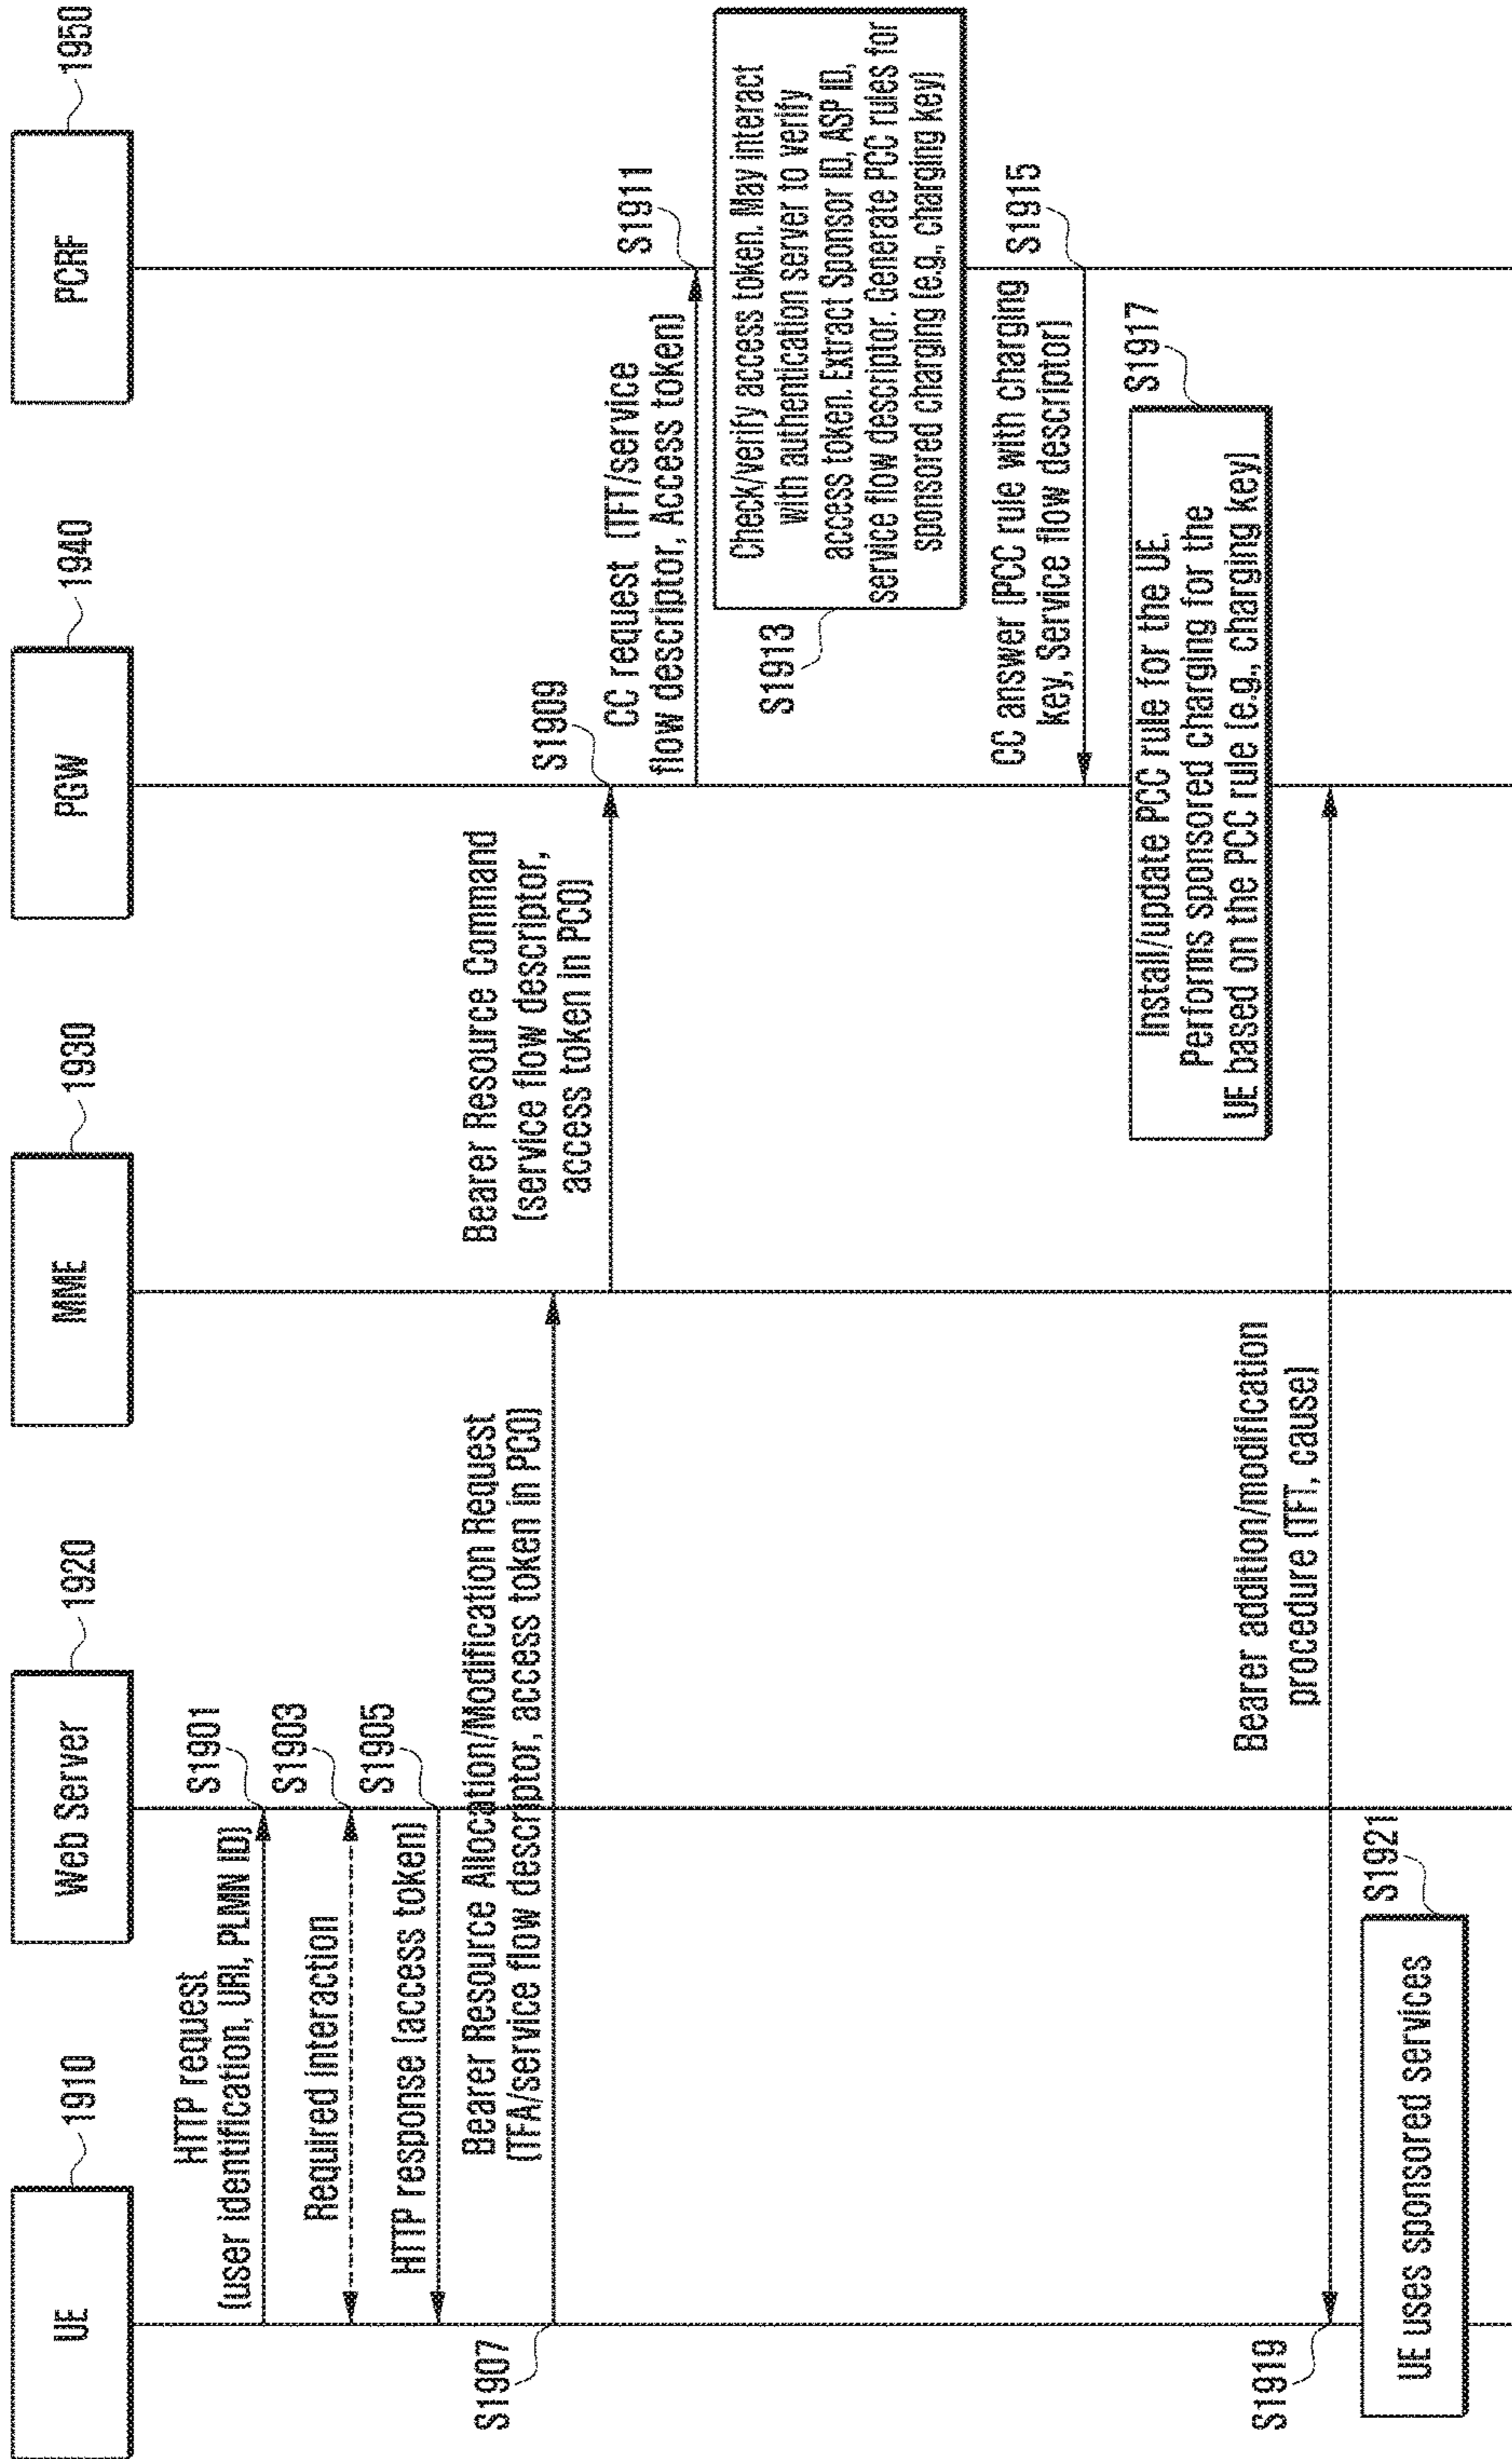 UE
1910
Web Server
1920
MME
1930
PGW
1940
PCRF
1950
HTTP request
(user identification, URI, PLMN ID)
S1901
Required interaction
S1903
HTTP response (access token)
S1905
Bearer Resource Allocation/Modification Request
(TFA/service flow descriptor, access token in PCO)
S1907
Bearer Resource Command
(service flow descriptor,
access token in PCO)
S1909
CC request (TFT/service
flow descriptor, Access token)
S1911
Check/verify access token. May interact
with authentication server to verify
access token. Extract Sponsor ID, ASP ID,
service flow descriptor. Generate PCC rules for
sponsored charging (e.g., charging key)
S1913
CC answer (PCC rule with charging
key, Service flow descriptor)
S1915
Install/update PCC rule for the UE.
Performs sponsored charging for the
UE based on the PCC rule (e.g., charging key)
S1917
Bearer addition/modification
procedure (TFT, cause)
S1919
UE uses sponsored services
S1921